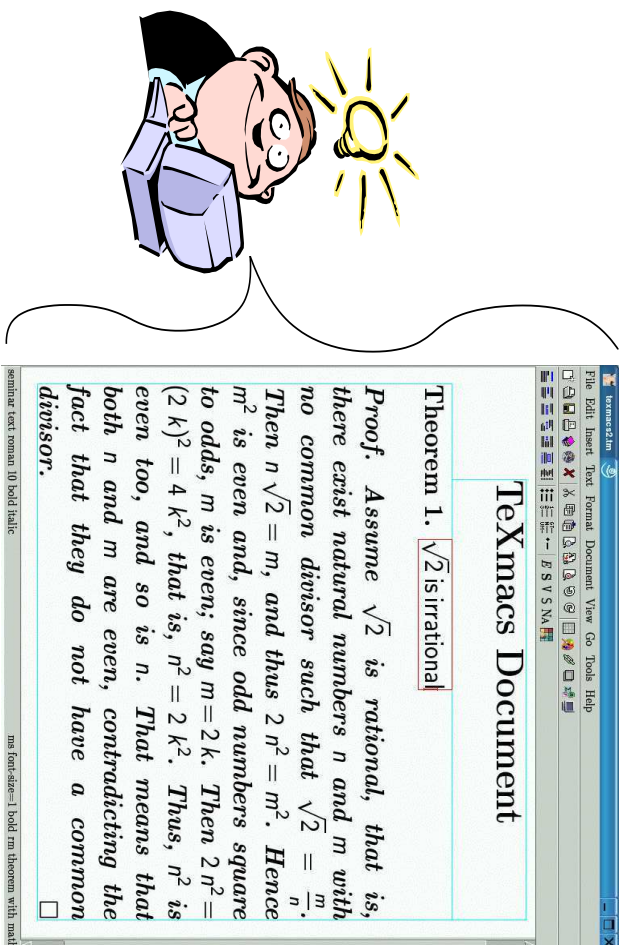 texmacs2.tm
File Edit Insert Text Format Document View Go Tools Help
E S V S NA
TeXmacs Document
Theorem 1. √2 is irrational
Proof. Assume √2 is rational, that is,
there exist natural numbers n and m with
no common divisor such that √2 = m/n.
Then n √2 = m, and thus 2 n² = m². Hence
m² is even and, since odd numbers square
to odds, m is even; say m = 2 k. Then 2 n² =
(2 k)² = 4 k², that is, n² = 2 k². Thus, n² is
even too, and so is n. That means that
both n and m are even, contradicting the
fact that they do not have a common
divisor. □
seminar text roman 10 bold italic ms font-size=1 bold rm theorem with math